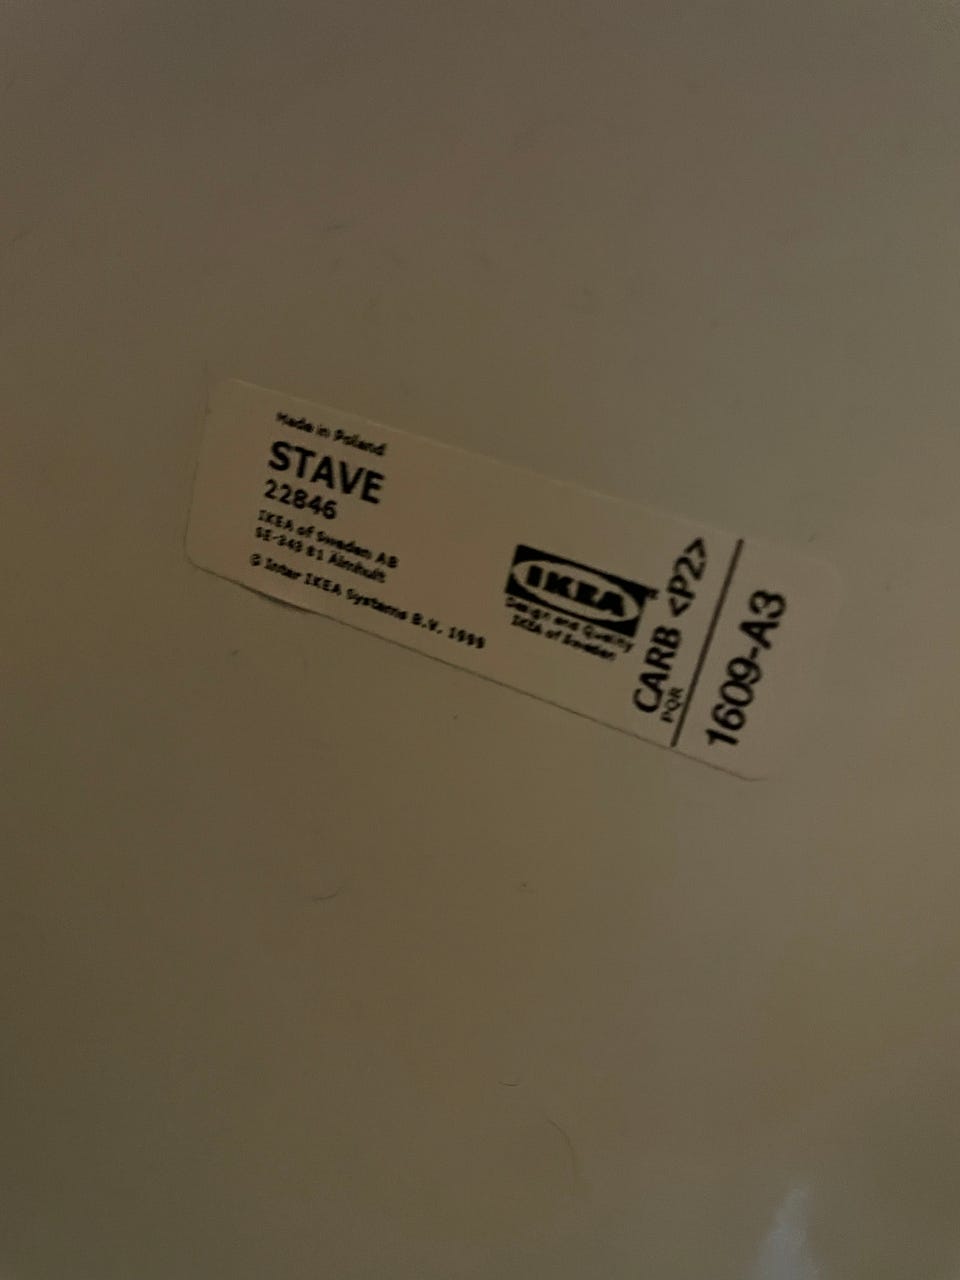 Made in Poland
STAVE
22846
IKEA of Sweden AB
SE-343 81 Älmhult
© Inter IKEA Systems B.V. 1999
IKEA
Design and Quality
IKEA of Sweden
CARB <P2>
PQR
1609-A3